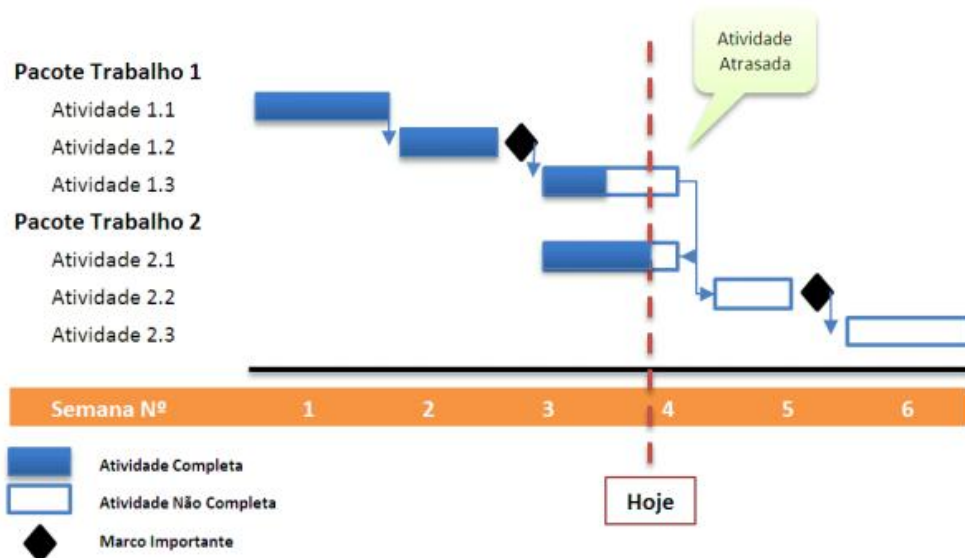 Atividade
Atrasada
Pacote Trabalho 1
Atividade 1.1
Atividade 1.2
Atividade 1.3
Pacote Trabalho 2
Atividade 2.1
Atividade 2.2
Atividade 2.3
Semana Nº 1 2 3 4 5 6
Atividade Completa
Atividade Não Completa
Hoje
Marco Importante